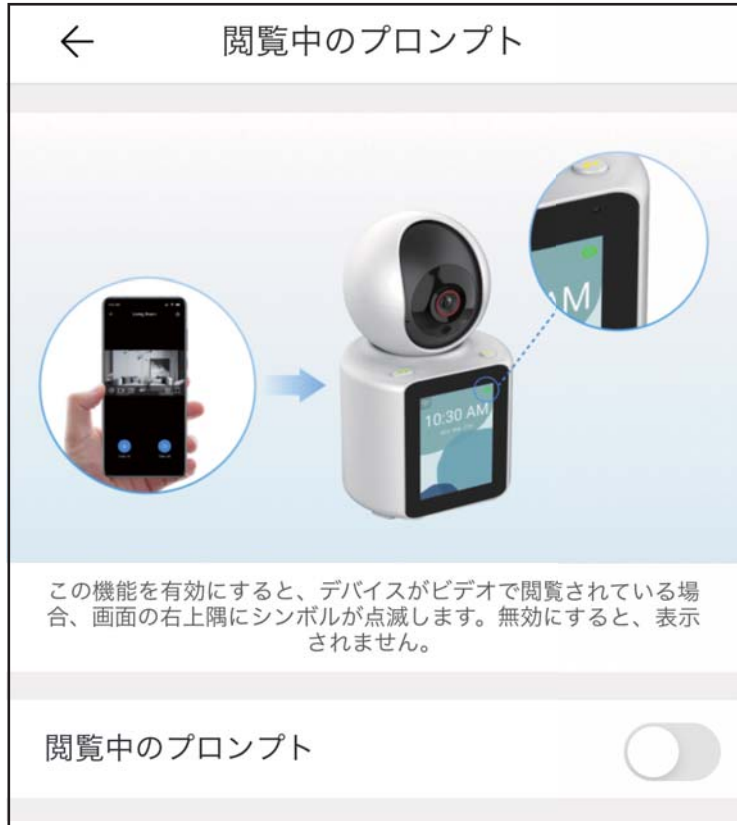 閲覧中のプロンプト
10:30 AM
この機能を有効にすると、デバイスがビデオで閲覧されている場
合、画面の右上隅にシンボルが点滅します。無効にすると、表示
されません。
閲覧中のプロンプト